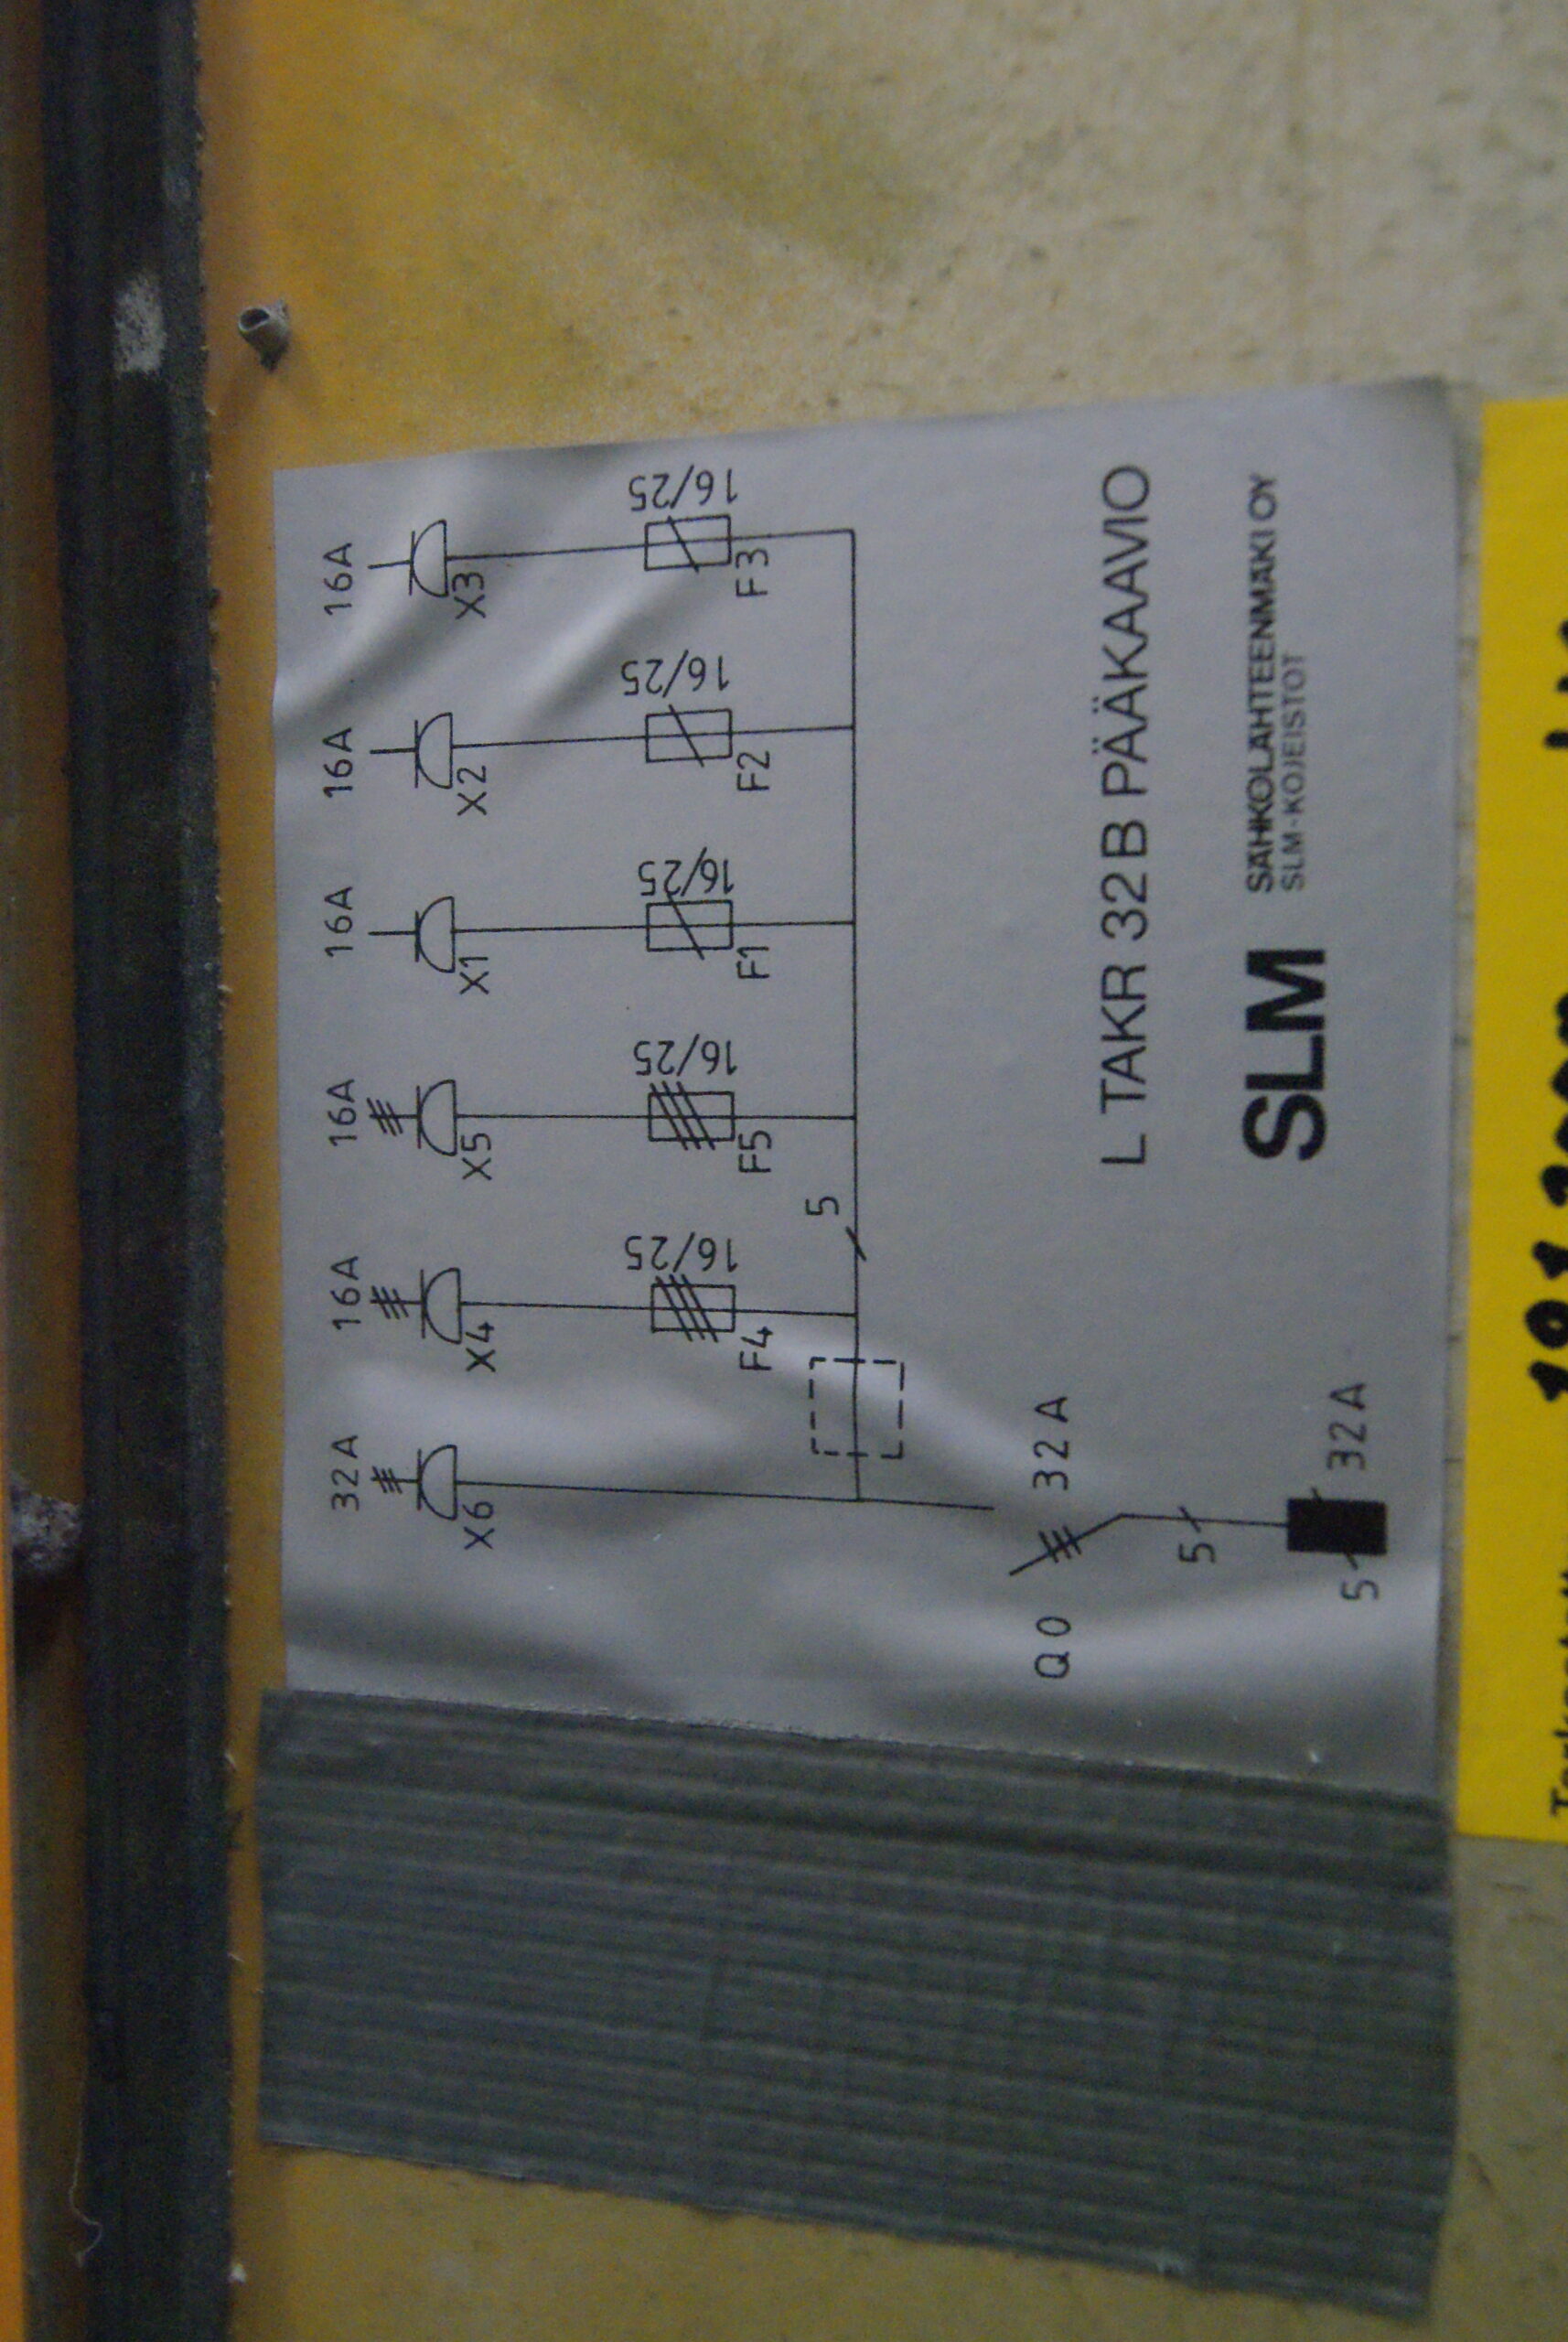 32A 16A 16A 16A 16A 16A
X6 X4 X5 X1 X2 X3
16/25 16/25 16/25 16/25 16/25
F4 F5 F1 F2 F3
5
Q0 32A
5
5 32A
L TAKR 32 B PÄÄKAAVIO
SLM
SÄHKÖLÄHTEENMÄKI OY
SLM-KOJEISTOT